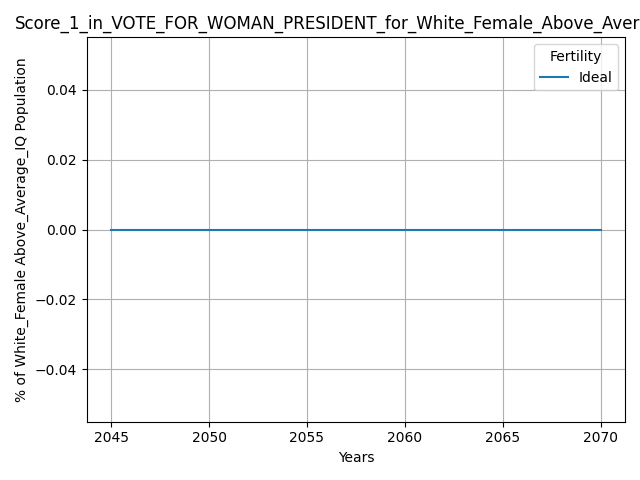 Score_1_in_VOTE_FOR_WOMAN_PRESIDENT_for_White_Female_Above_Aver
% of White_Female Above_Average_IQ Population
0.04
0.02
0.00
−0.02
−0.04
Fertility
Ideal
2045 2050 2055 2060 2065 2070
Years